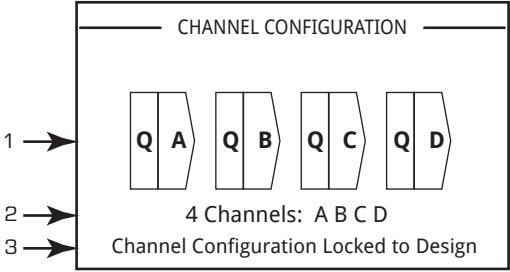 CHANNEL CONFIGURATION
1 Q A Q B Q C Q D
2 4 Channels: A B C D
3 Channel Configuration Locked to Design